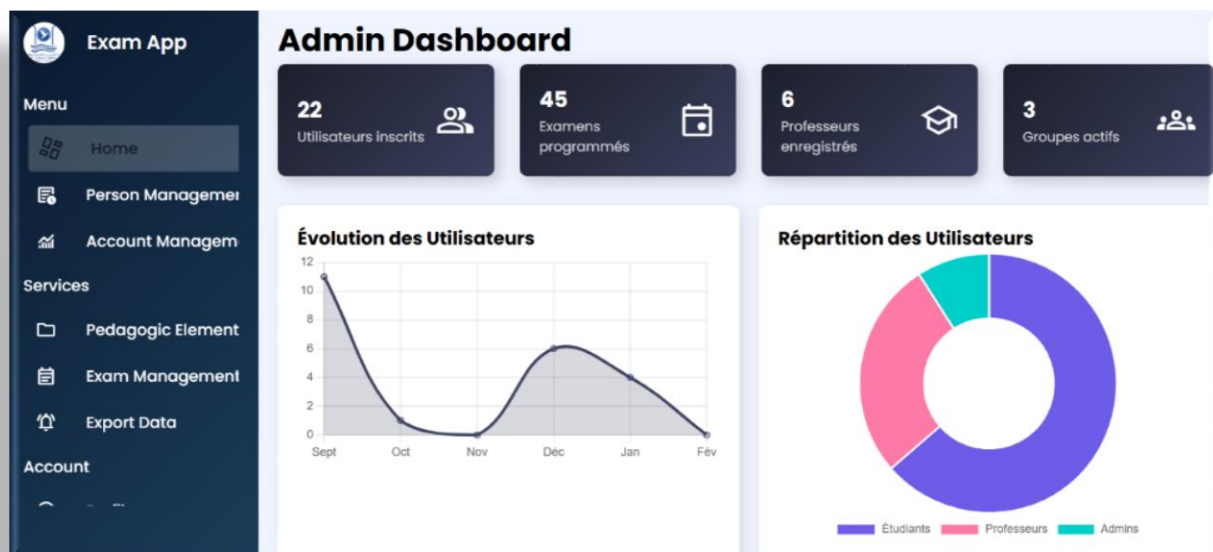 Exam App
Menu
Home
Person Managemen
Account Managem
Services
Pedagogic Element
Exam Management
Export Data
Account
Admin Dashboard
22
Utilisateurs inscrits
45
Examens
programmés
6
Professeurs
enregistrés
3
Groupes actifs
Évolution des Utilisateurs
12
10
8
6
4
2
0
Sept Oct Nov Déc Jan Fév
Répartition des Utilisateurs
Étudiants Professeurs Admins